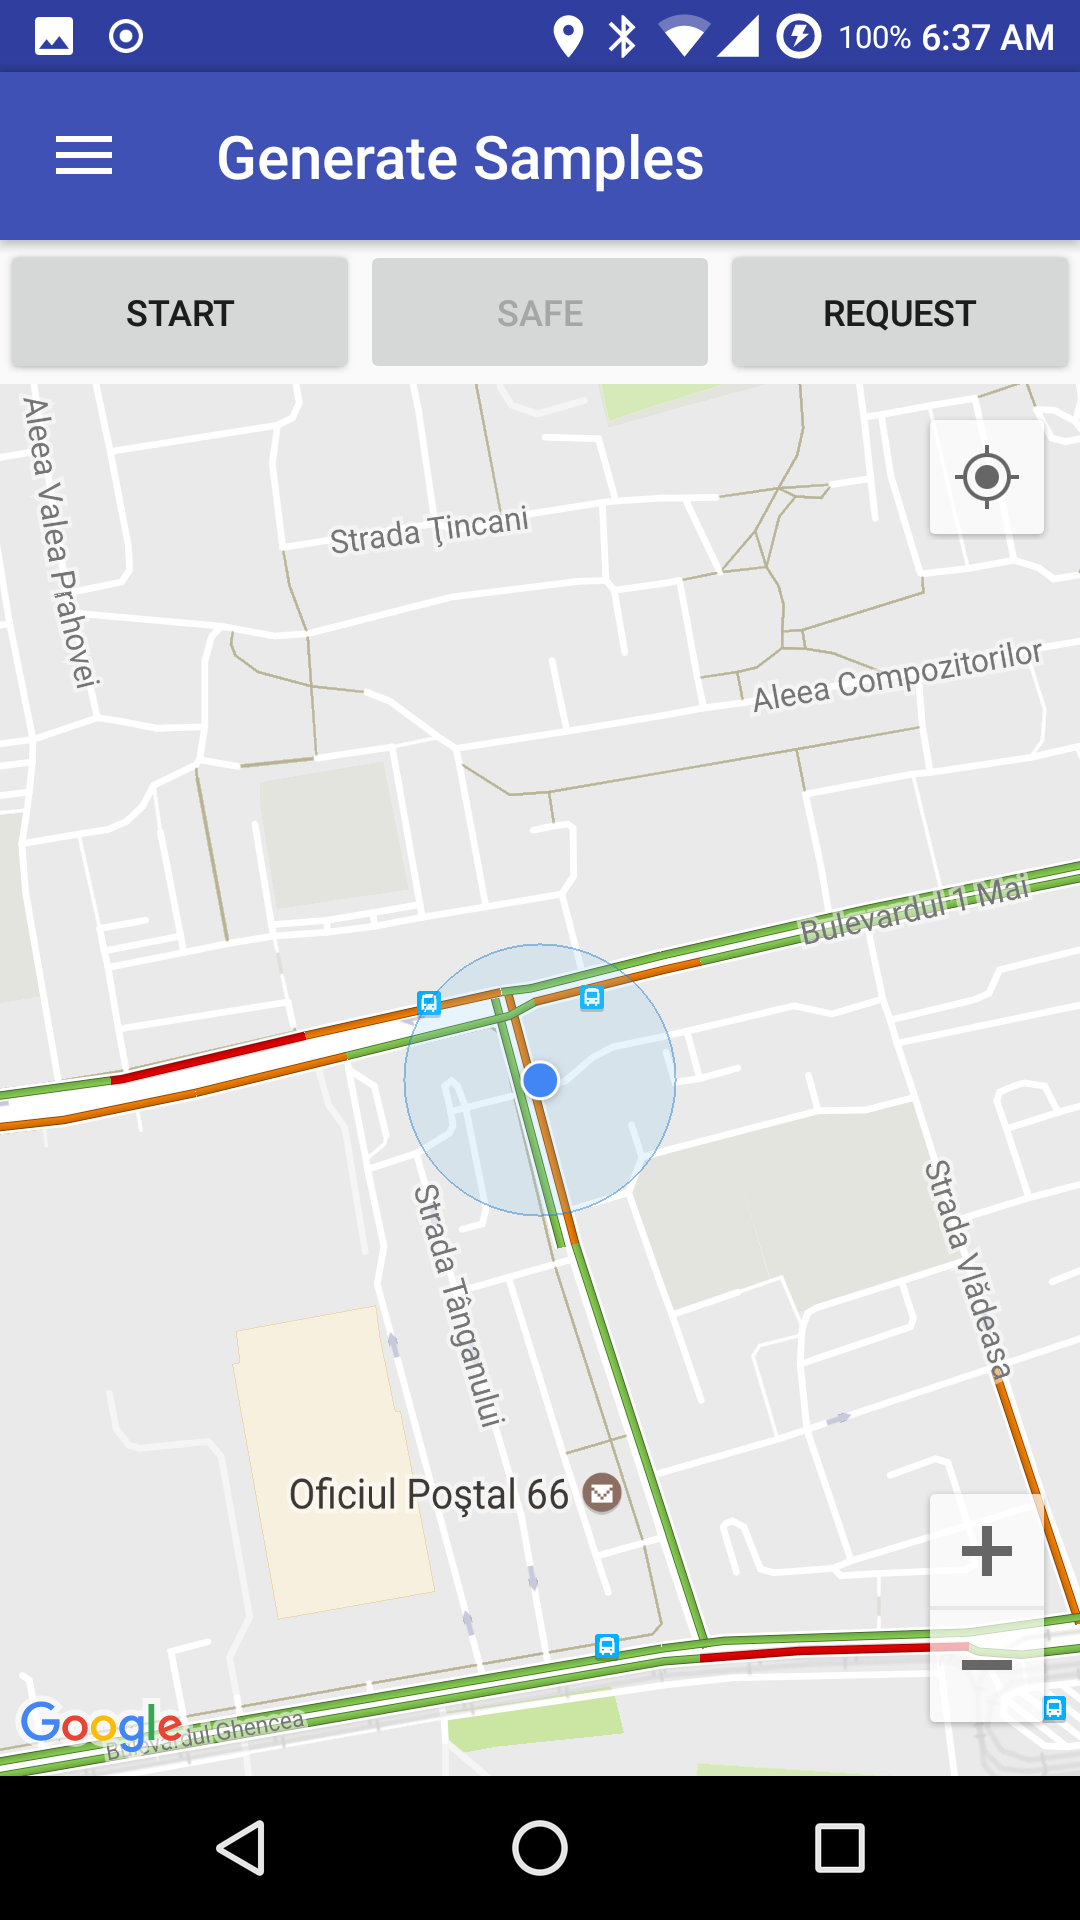 100% 6:37 AM
Generate Samples
START
SAFE
REQUEST
Aleea Valea Prahovei
Strada Ţincani
Aleea Compozitorilor
Bulevardul 1 Mai
Strada Tânganului
Strada Vlădeasa
Oficiul Poştal 66
Google
Bulevardul Ghencea